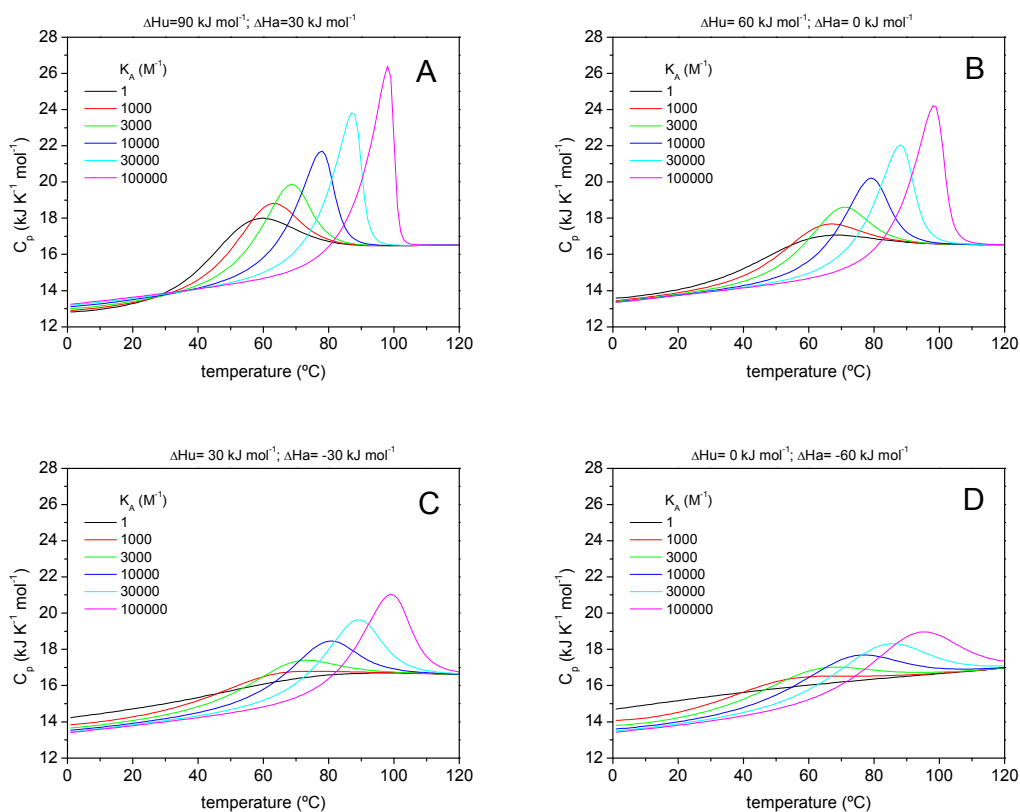 ΔHu=90 kJ mol⁻¹; ΔHa=30 kJ mol⁻¹
A
K_A (M⁻¹)
1
1000
3000
10000
30000
100000
28
26
24
22
20
18
16
14
12
C_p (kJ K⁻¹ mol⁻¹)
0 20 40 60 80 100 120
temperature (ºC)
ΔHu= 60 kJ mol⁻¹; ΔHa= 0 kJ mol⁻¹
B
K_A (M⁻¹)
1
1000
3000
10000
30000
100000
28
26
24
22
20
18
16
14
12
C_p (kJ K⁻¹ mol⁻¹)
0 20 40 60 80 100 120
temperature (ºC)
ΔHu= 30 kJ mol⁻¹; ΔHa= -30 kJ mol⁻¹
C
K_A (M⁻¹)
1
1000
3000
10000
30000
100000
28
26
24
22
20
18
16
14
12
C_p (kJ K⁻¹ mol⁻¹)
0 20 40 60 80 100 120
temperature (ºC)
ΔHu= 0 kJ mol⁻¹; ΔHa= -60 kJ mol⁻¹
D
K_A (M⁻¹)
1
1000
3000
10000
30000
100000
28
26
24
22
20
18
16
14
12
C_p (kJ K⁻¹ mol⁻¹)
0 20 40 60 80 100 120
temperature (ºC)